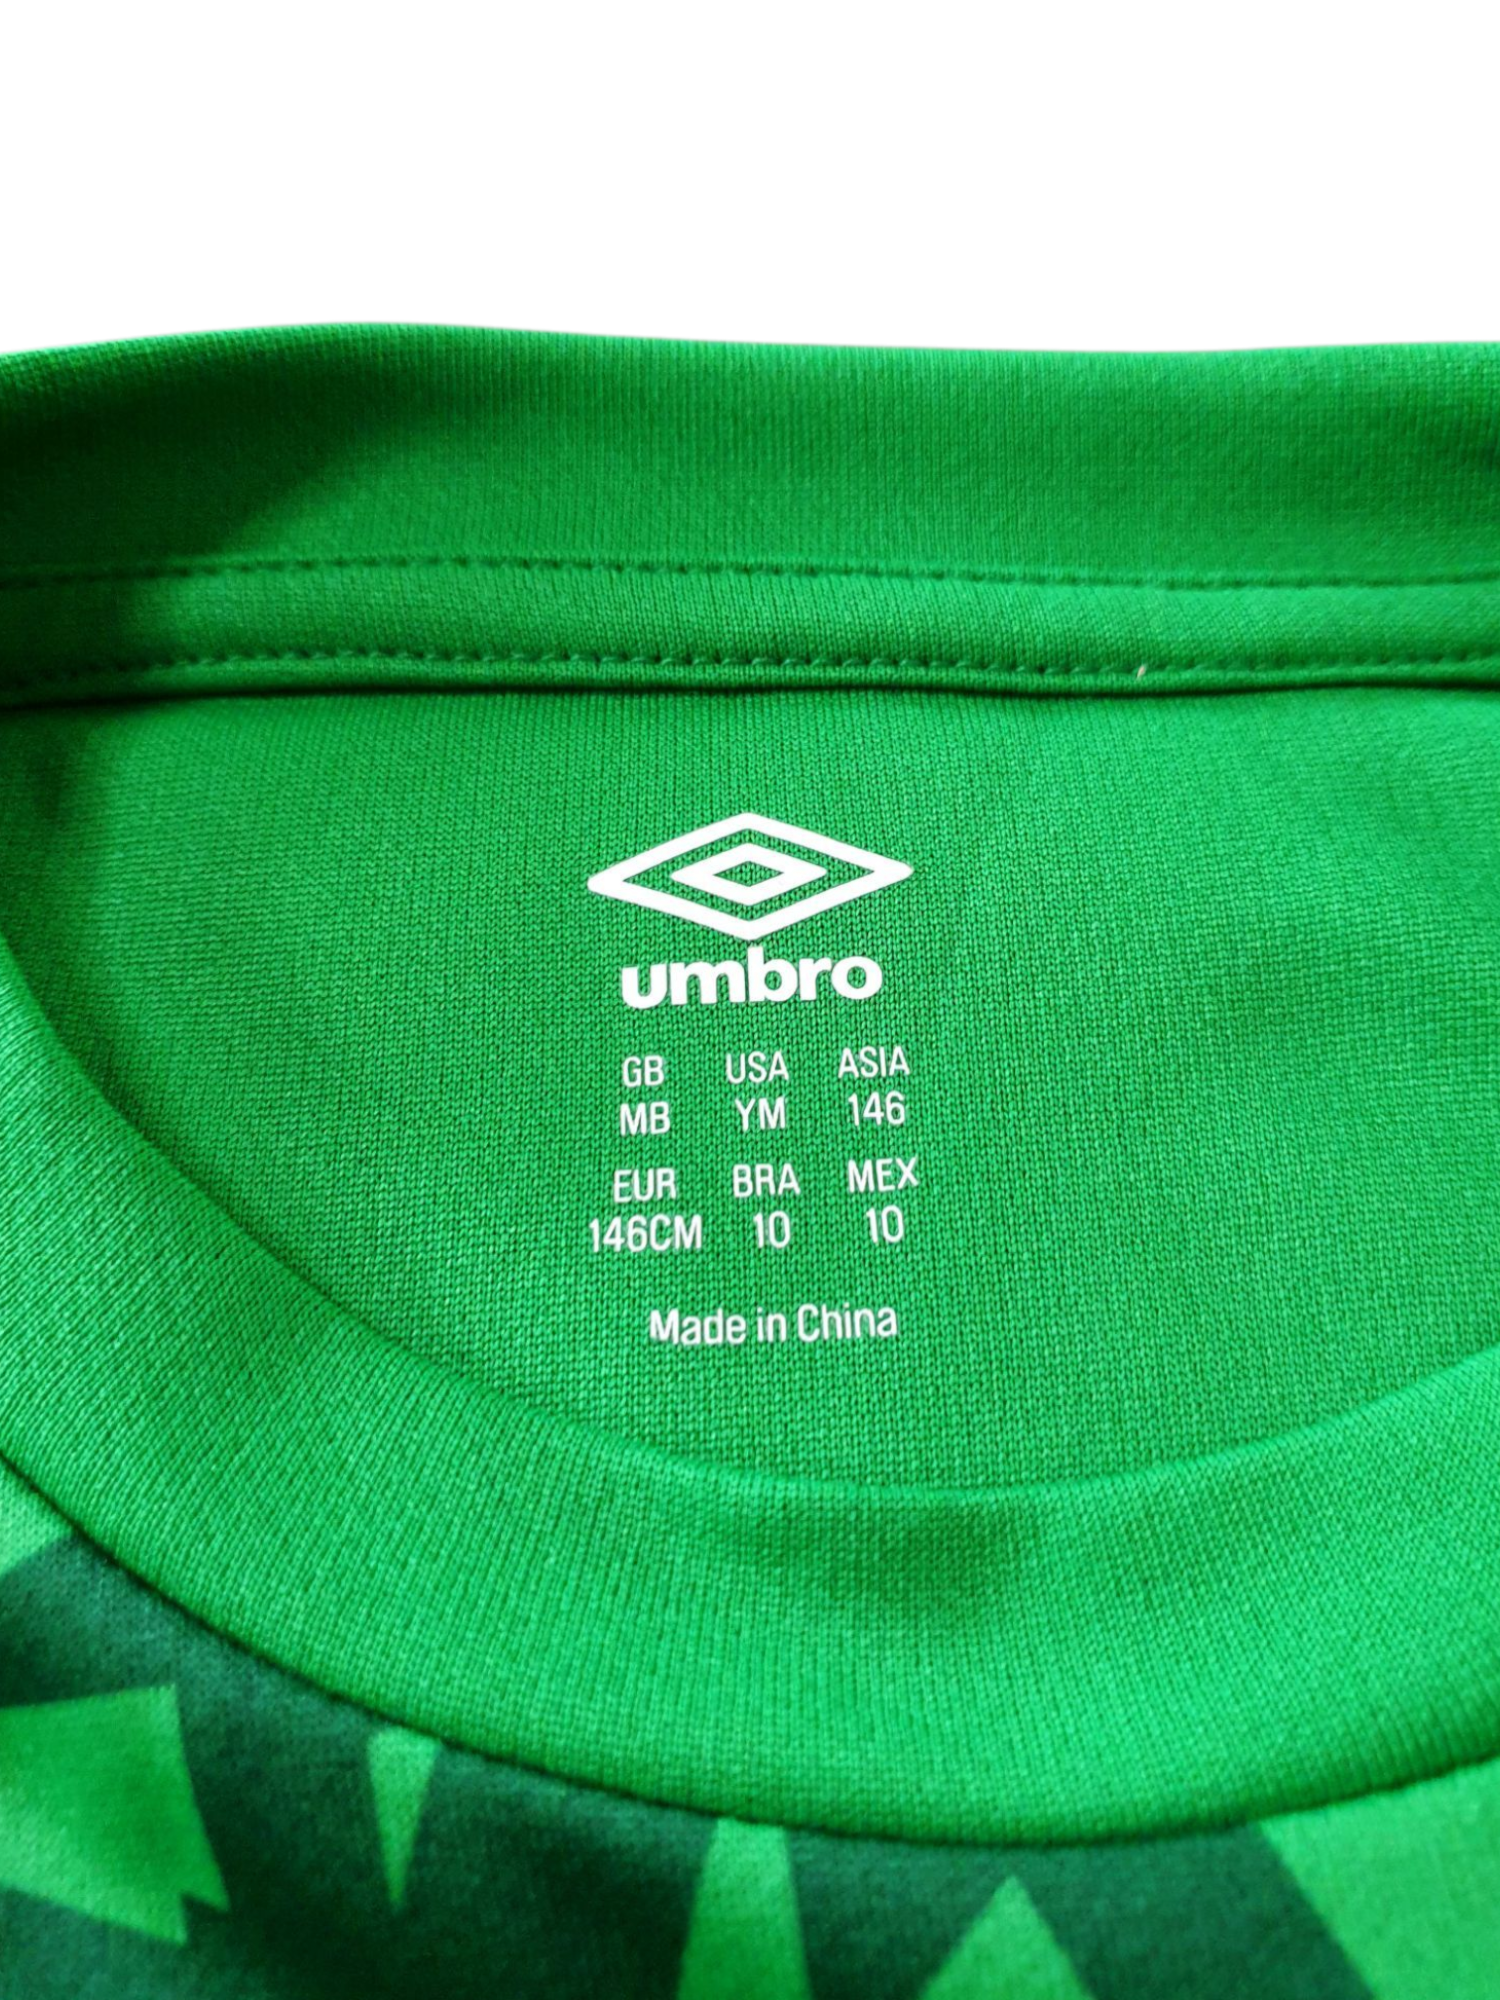 umbro
GB USA ASIA
MB YM 146
EUR BRA MEX
146CM 10 10
Made in China